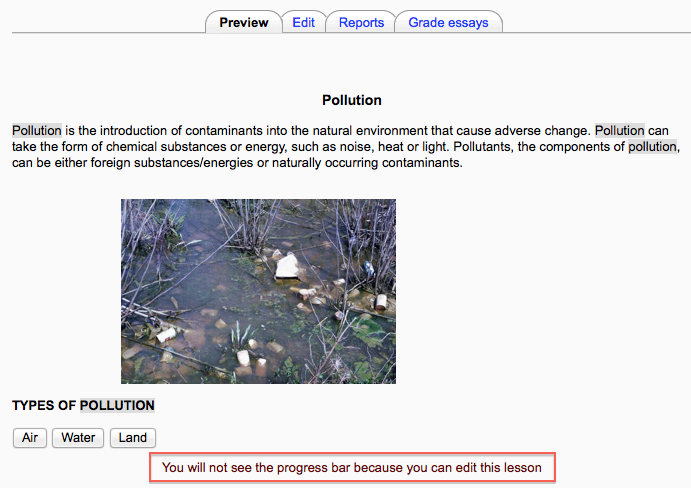 Preview Edit Reports Grade essays
Pollution
Pollution is the introduction of contaminants into the natural environment that cause adverse change. Pollution can
take the form of chemical substances or energy, such as noise, heat or light. Pollutants, the components of pollution,
can be either foreign substances/energies or naturally occurring contaminants.
TYPES OF POLLUTION
Air Water Land
You will not see the progress bar because you can edit this lesson